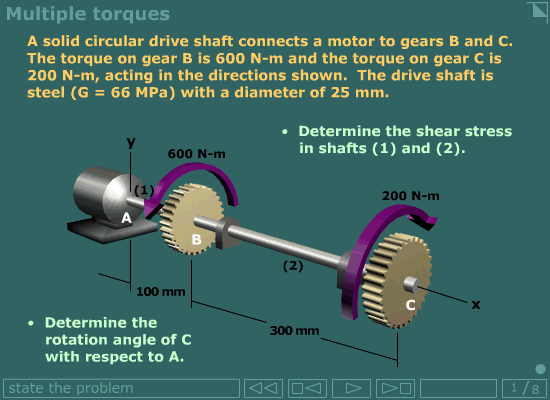 Multiple torques
A solid circular drive shaft connects a motor to gears B and C.
The torque on gear B is 600 N-m and the torque on gear C is
200 N-m, acting in the directions shown.  The drive shaft is
steel (G = 66 MPa) with a diameter of 25 mm.
• Determine the shear stress
in shafts (1) and (2).
y
600 N-m
(1)
200 N-m
A
B
(2)
C
x
100 mm
300 mm
• Determine the
rotation angle of C
with respect to A.
state the problem
1 / 8